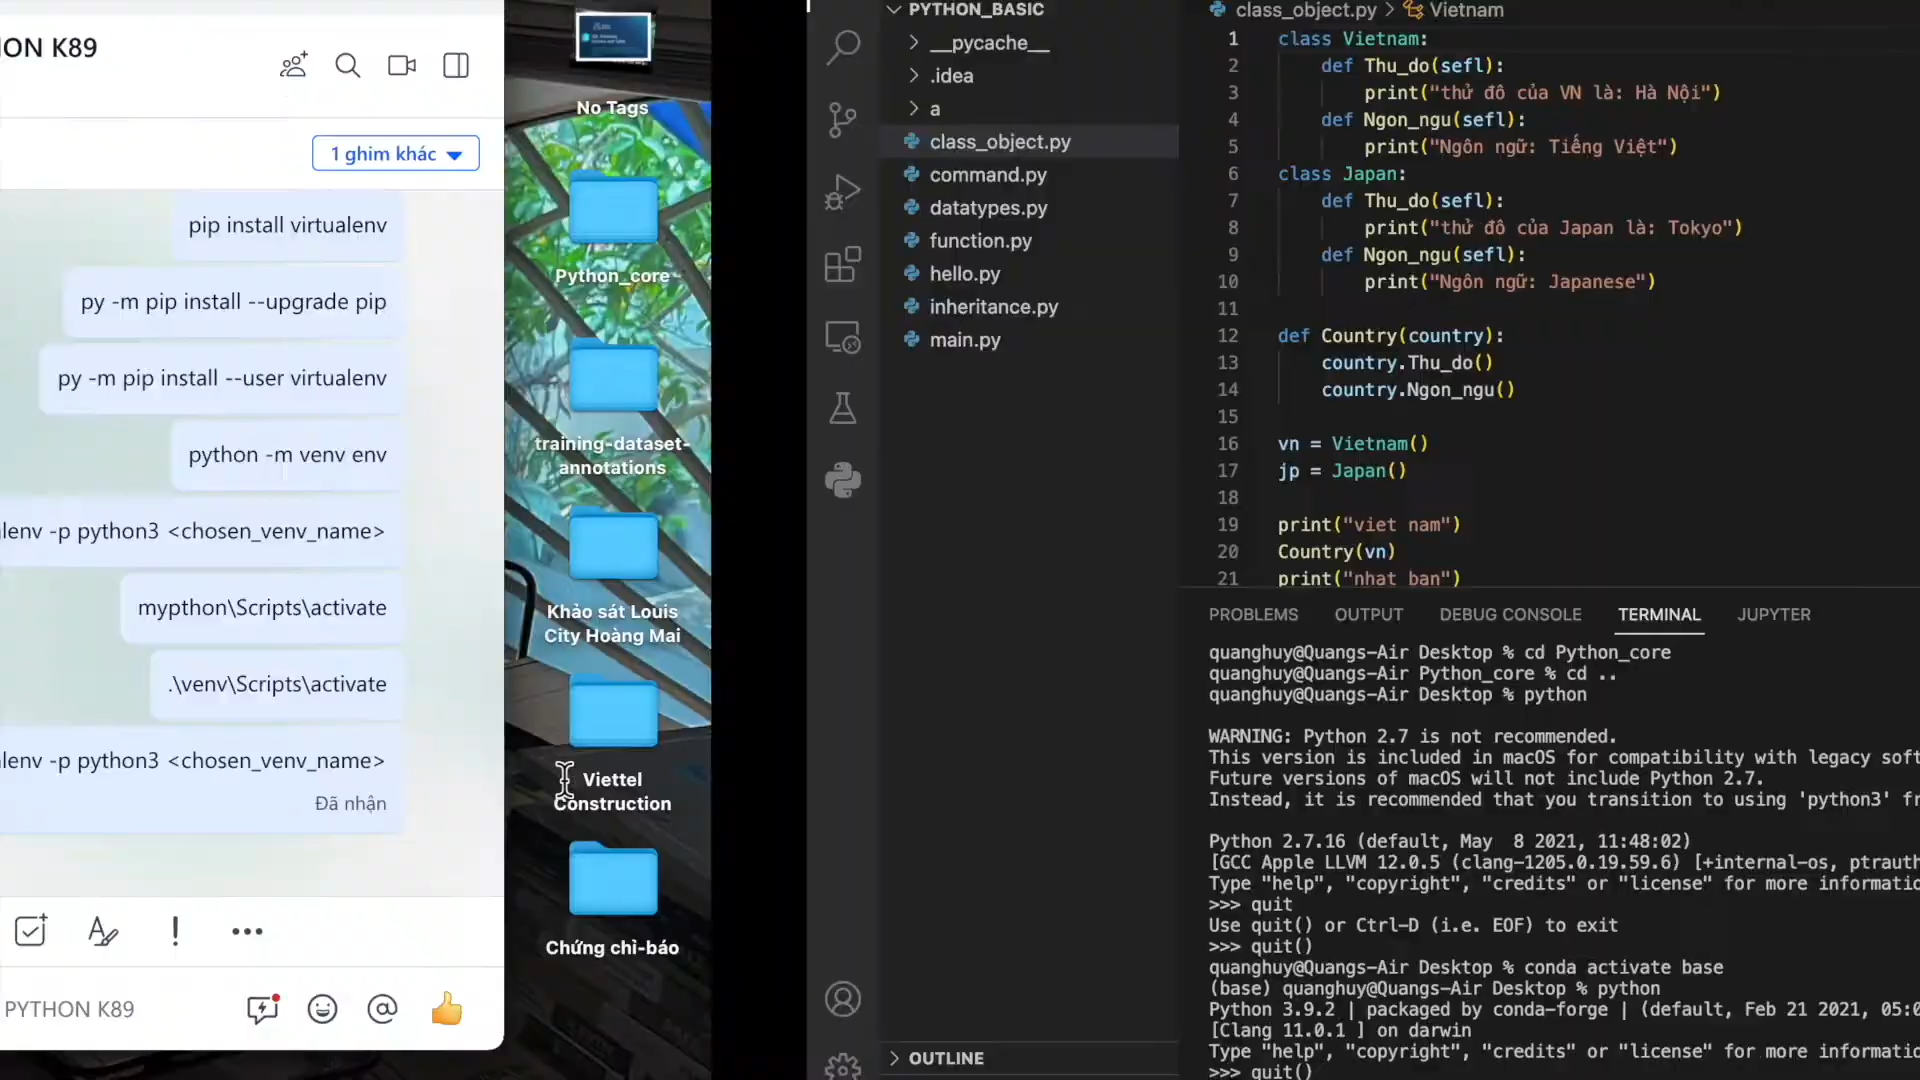 ON K89
1 ghim khác
pip install virtualenv
py -m pip install --upgrade pip
py -m pip install --user virtualenv
python -m venv env
lenv -p python3 <chosen_venv_name>
mypthon\Scripts\activate
.\venv\Scripts\activate
lenv -p python3 <chosen_venv_name>
Đã nhận
PYTHON K89
No Tags
Python_core
training-dataset-
annotations
Khảo sát Louis
City Hoàng Mai
Viettel
Construction
Chứng chỉ-báo
PYTHON_BASIC
__pycache__
.idea
a
class_object.py
command.py
datatypes.py
function.py
hello.py
inheritance.py
main.py
OUTLINE
class_object.py > Vietnam
1 class Vietnam:
2 def Thu_do(sefl):
3 print("thử đô của VN là: Hà Nội")
4 def Ngon_ngu(sefl):
5 print("Ngôn ngữ: Tiếng Việt")
6 class Japan:
7 def Thu_do(sefl):
8 print("thử đô của Japan là: Tokyo")
9 def Ngon_ngu(sefl):
10 print("Ngôn ngữ: Japanese")
11
12 def Country(country):
13 country.Thu_do()
14 country.Ngon_ngu()
15
16 vn = Vietnam()
17 jp = Japan()
18
19 print("viet nam")
20 Country(vn)
21 print("nhat ban")
PROBLEMS OUTPUT DEBUG CONSOLE TERMINAL JUPYTER
quanghuy@Quangs-Air Desktop % cd Python_core
quanghuy@Quangs-Air Python_core % cd ..
quanghuy@Quangs-Air Desktop % python
WARNING: Python 2.7 is not recommended.
This version is included in macOS for compatibility with legacy soft
Future versions of macOS will not include Python 2.7.
Instead, it is recommended that you transition to using 'python3' fr
Python 2.7.16 (default, May  8 2021, 11:48:02)
[GCC Apple LLVM 12.0.5 (clang-1205.0.19.59.6) [+internal-os, ptrauth
Type "help", "copyright", "credits" or "license" for more informatio
>>> quit
Use quit() or Ctrl-D (i.e. EOF) to exit
>>> quit()
quanghuy@Quangs-Air Desktop % conda activate base
(base) quanghuy@Quangs-Air Desktop % python
Python 3.9.2 | packaged by conda-forge | (default, Feb 21 2021, 05:0
[Clang 11.0.1 ] on darwin
Type "help", "copyright", "credits" or "license" for more informatio
>>> quit()